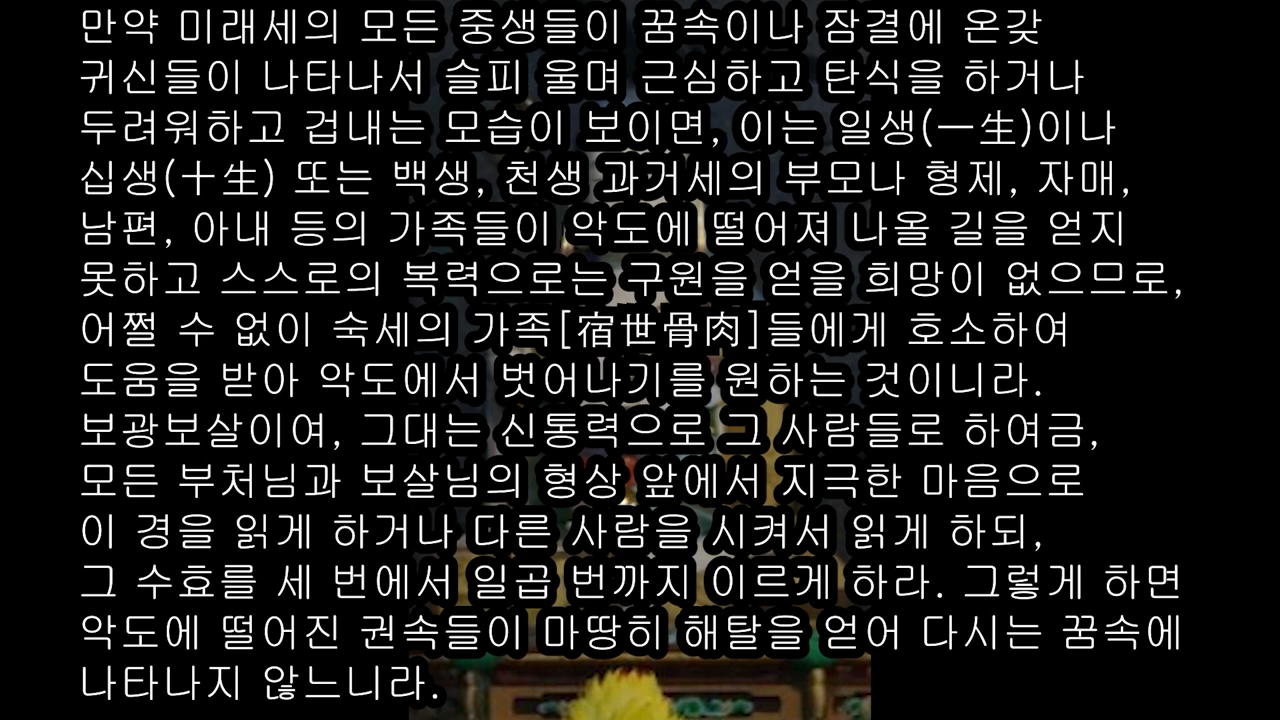 만약 미래세의 모든 중생들이 꿈속이나 잠결에 온갖
귀신들이 나타나서 슬피 울며 근심하고 탄식을 하거나
두려워하고 겁내는 모습이 보이면, 이는 일생(一生)이나
십생(十生) 또는 백생, 천생 과거세의 부모나 형제, 자매,
남편, 아내 등의 가족들이 악도에 떨어져 나올 길을 얻지
못하고 스스로의 복력으로는 구원을 얻을 희망이 없으므로,
어쩔 수 없이 숙세의 가족[宿世骨肉]들에게 호소하여
도움을 받아 악도에서 벗어나기를 원하는 것이니라.
보광보살이여, 그대는 신통력으로 그 사람들로 하여금,
모든 부처님과 보살님의 형상 앞에서 지극한 마음으로
이 경을 읽게 하거나 다른 사람을 시켜서 읽게 하되,
그 수효를 세 번에서 일곱 번까지 이르게 하라. 그렇게 하면
악도에 떨어진 권속들이 마땅히 해탈을 얻어 다시는 꿈속에
나타나지 않느니라.